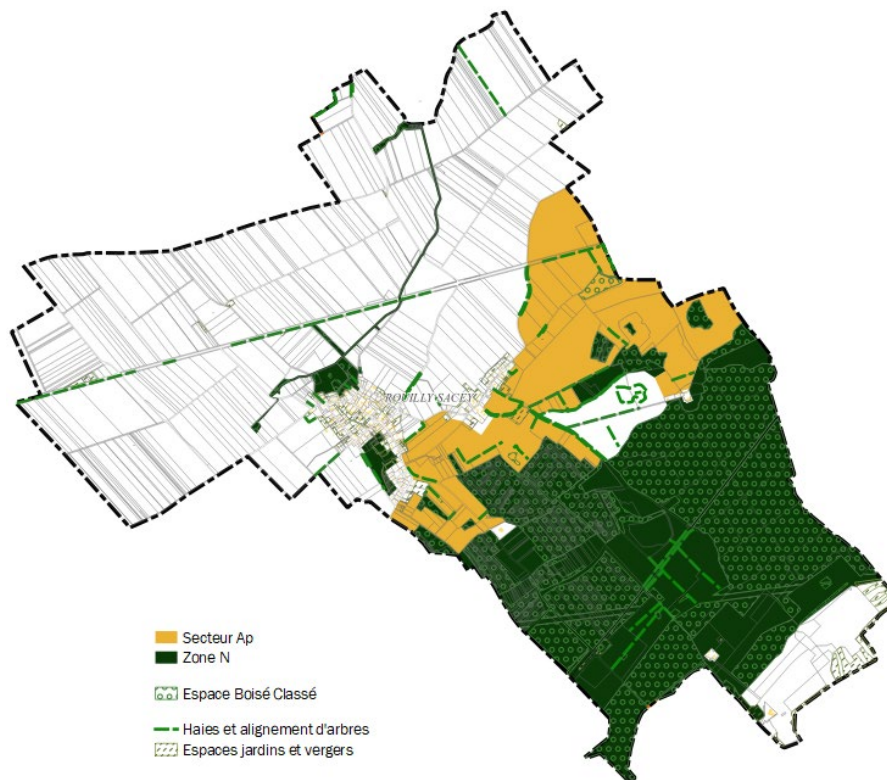 ROUILLY-SACEY
Secteur Ap
Zone N
Espace Boisé Classé
Haies et alignement d'arbres
Espaces jardins et vergers